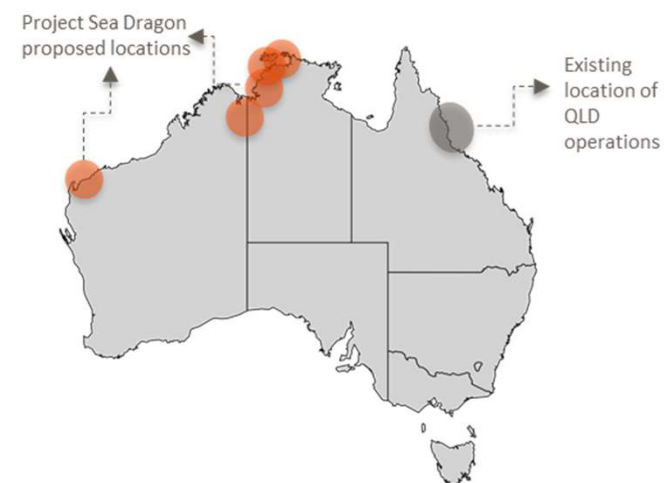 Project Sea Dragon
proposed locations
Existing
location of
QLD
operations